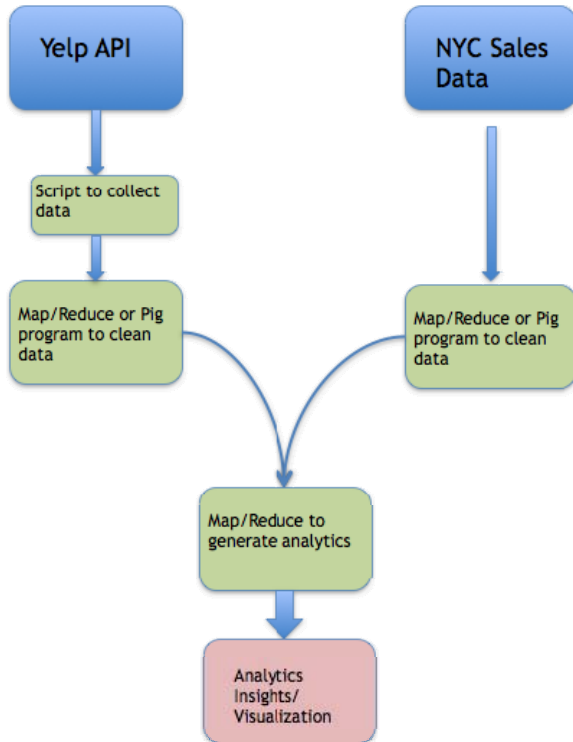 Yelp API
NYC Sales
Data
Script to collect
data
Map/Reduce or Pig
program to clean
data
Map/Reduce or Pig
program to clean
data
Map/Reduce to
generate analytics
Analytics
Insights/
Visualization